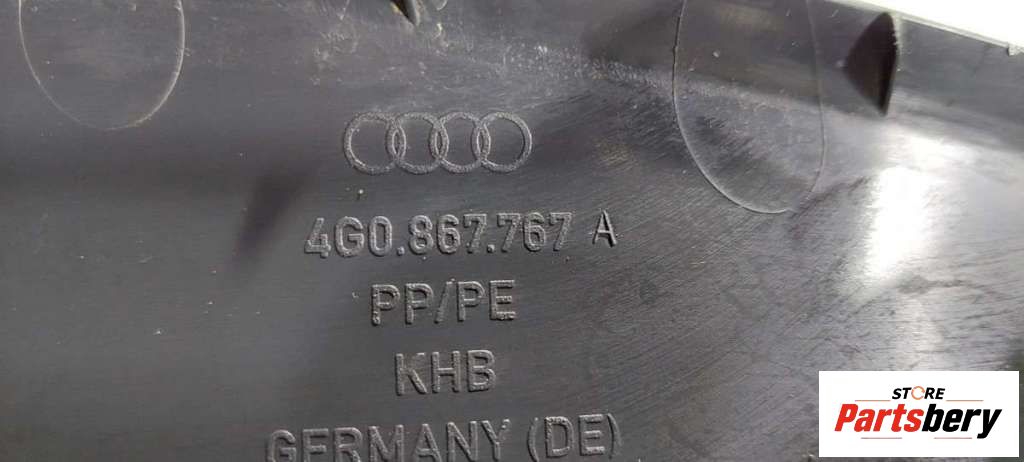 4G0.867.767 A
PP/PE
KHB
GERMANY (DE)
STORE
Partsbery